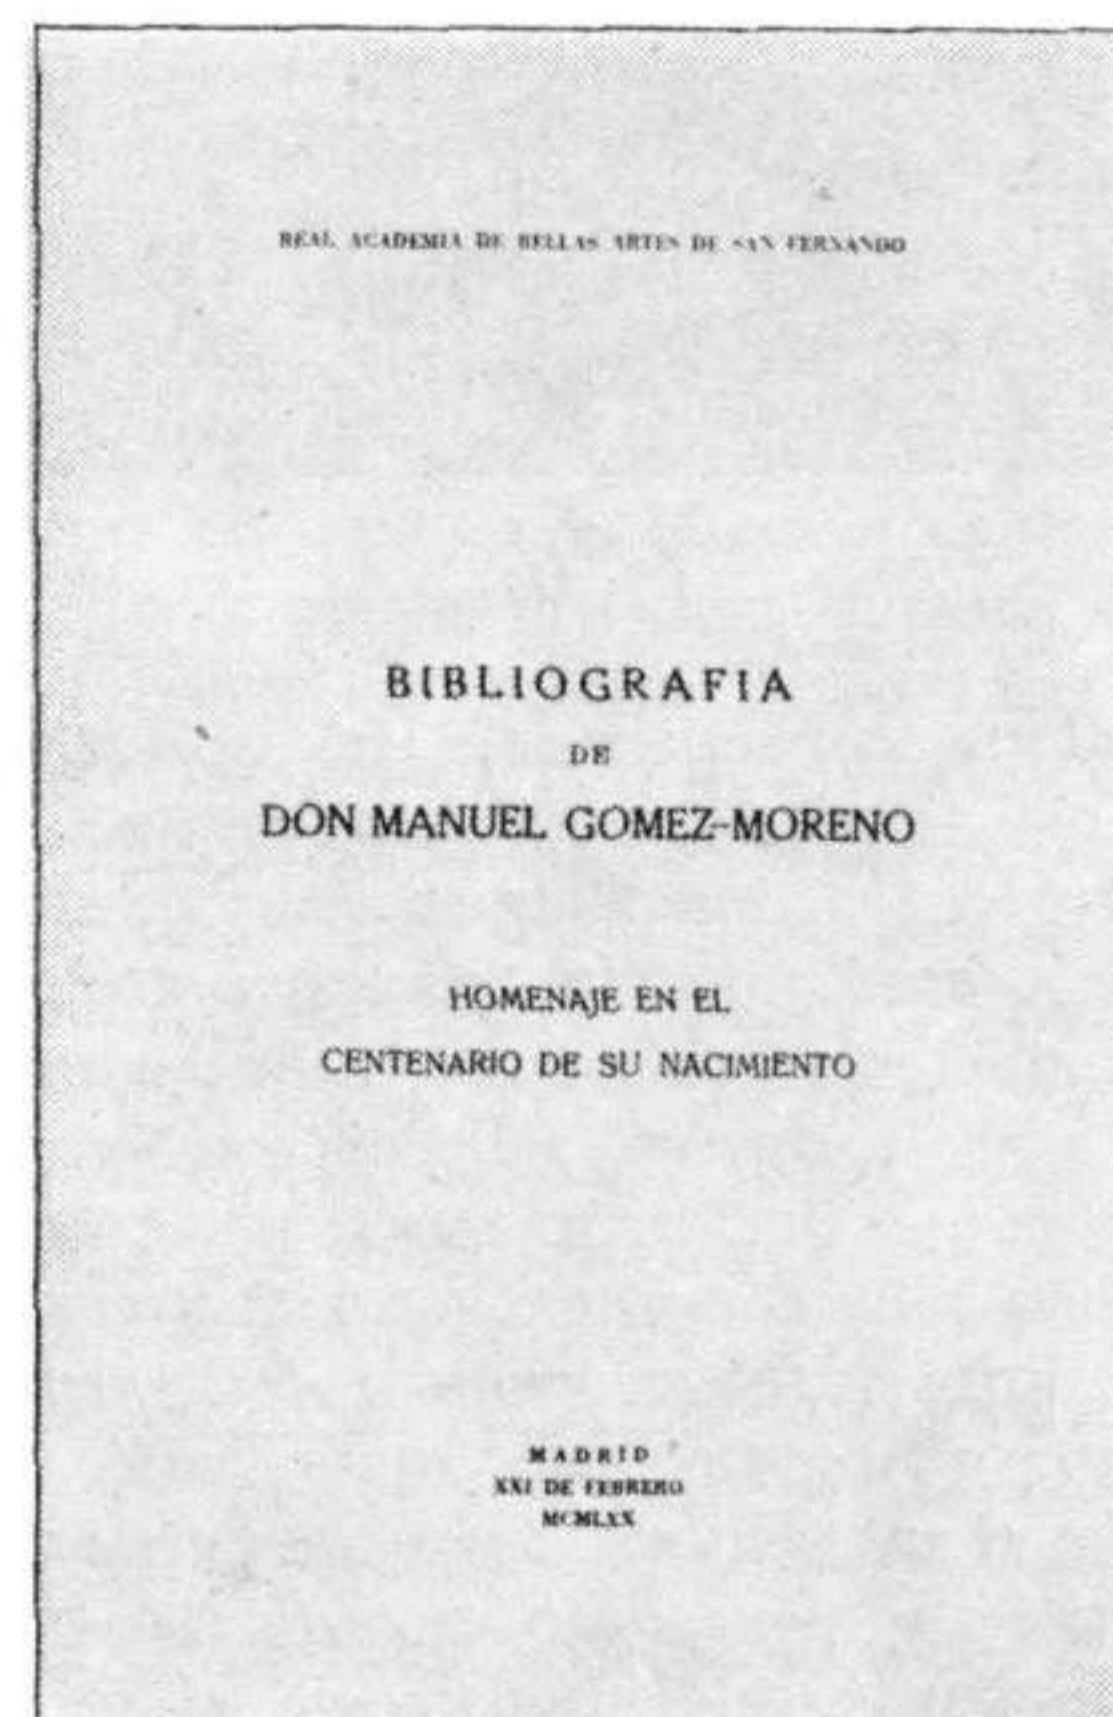 REAL ACADEMIA DE BELLAS ARTES DE SAN FERNANDO
BIBLIOGRAFIA
DE
DON MANUEL GOMEZ-MORENO
HOMENAJE EN EL
CENTENARIO DE SU NACIMIENTO
MADRID
XXI DE FEBRERO
MCMLXX